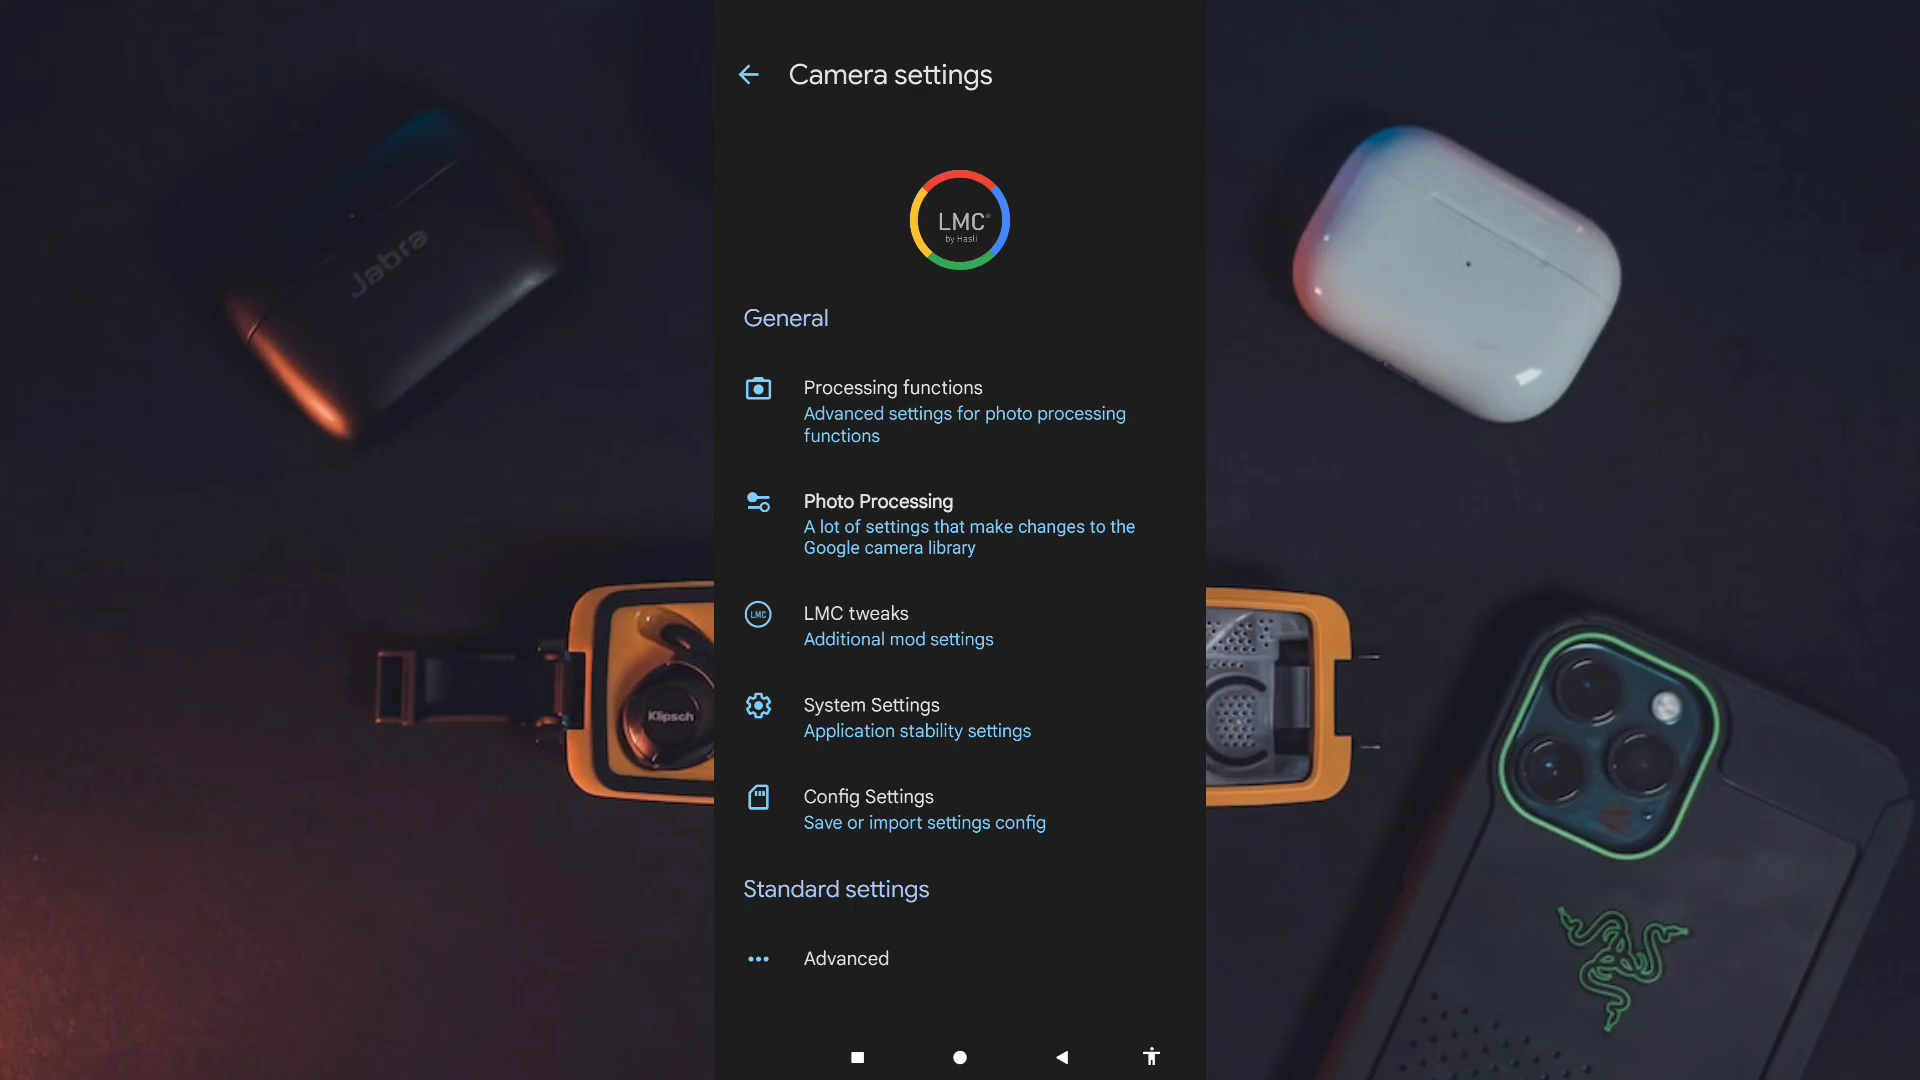 Camera settings
LMC®
by Hasli
General
Processing functions
Advanced settings for photo processing
functions
Photo Processing
A lot of settings that make changes to the
Google camera library
LMC
LMC tweaks
Additional mod settings
System Settings
Application stability settings
Config Settings
Save or import settings config
Standard settings
Advanced
Jabra
Klipsch